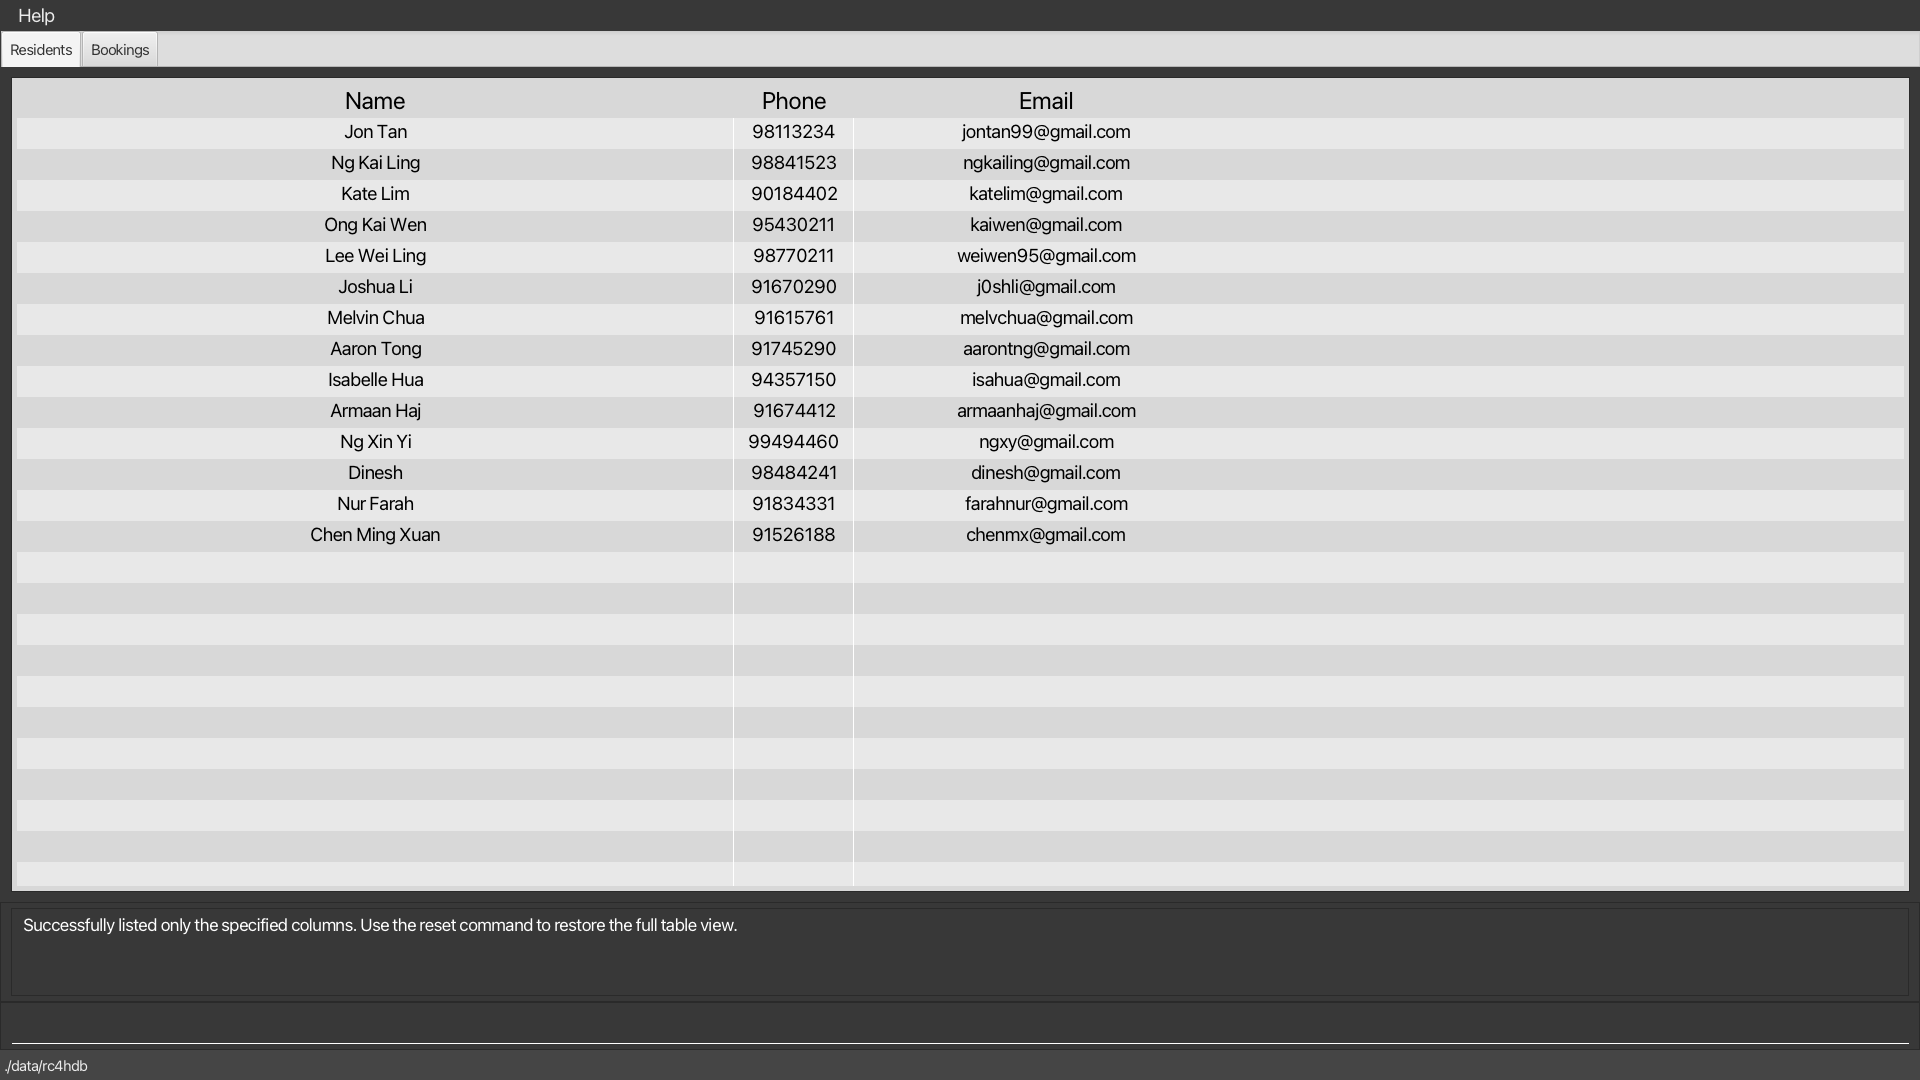 Help
Residents Bookings
Name Phone Email
Jon Tan 98113234 jontan99@gmail.com
Ng Kai Ling 98841523 ngkailing@gmail.com
Kate Lim 90184402 katelim@gmail.com
Ong Kai Wen 95430211 kaiwen@gmail.com
Lee Wei Ling 98770211 weiwen95@gmail.com
Joshua Li 91670290 j0shli@gmail.com
Melvin Chua 91615761 melvchua@gmail.com
Aaron Tong 91745290 aarontng@gmail.com
Isabelle Hua 94357150 isahua@gmail.com
Armaan Haj 91674412 armaanhaj@gmail.com
Ng Xin Yi 99494460 ngxy@gmail.com
Dinesh 98484241 dinesh@gmail.com
Nur Farah 91834331 farahnur@gmail.com
Chen Ming Xuan 91526188 chenmx@gmail.com
Successfully listed only the specified columns. Use the reset command to restore the full table view.
./data/rc4hdb